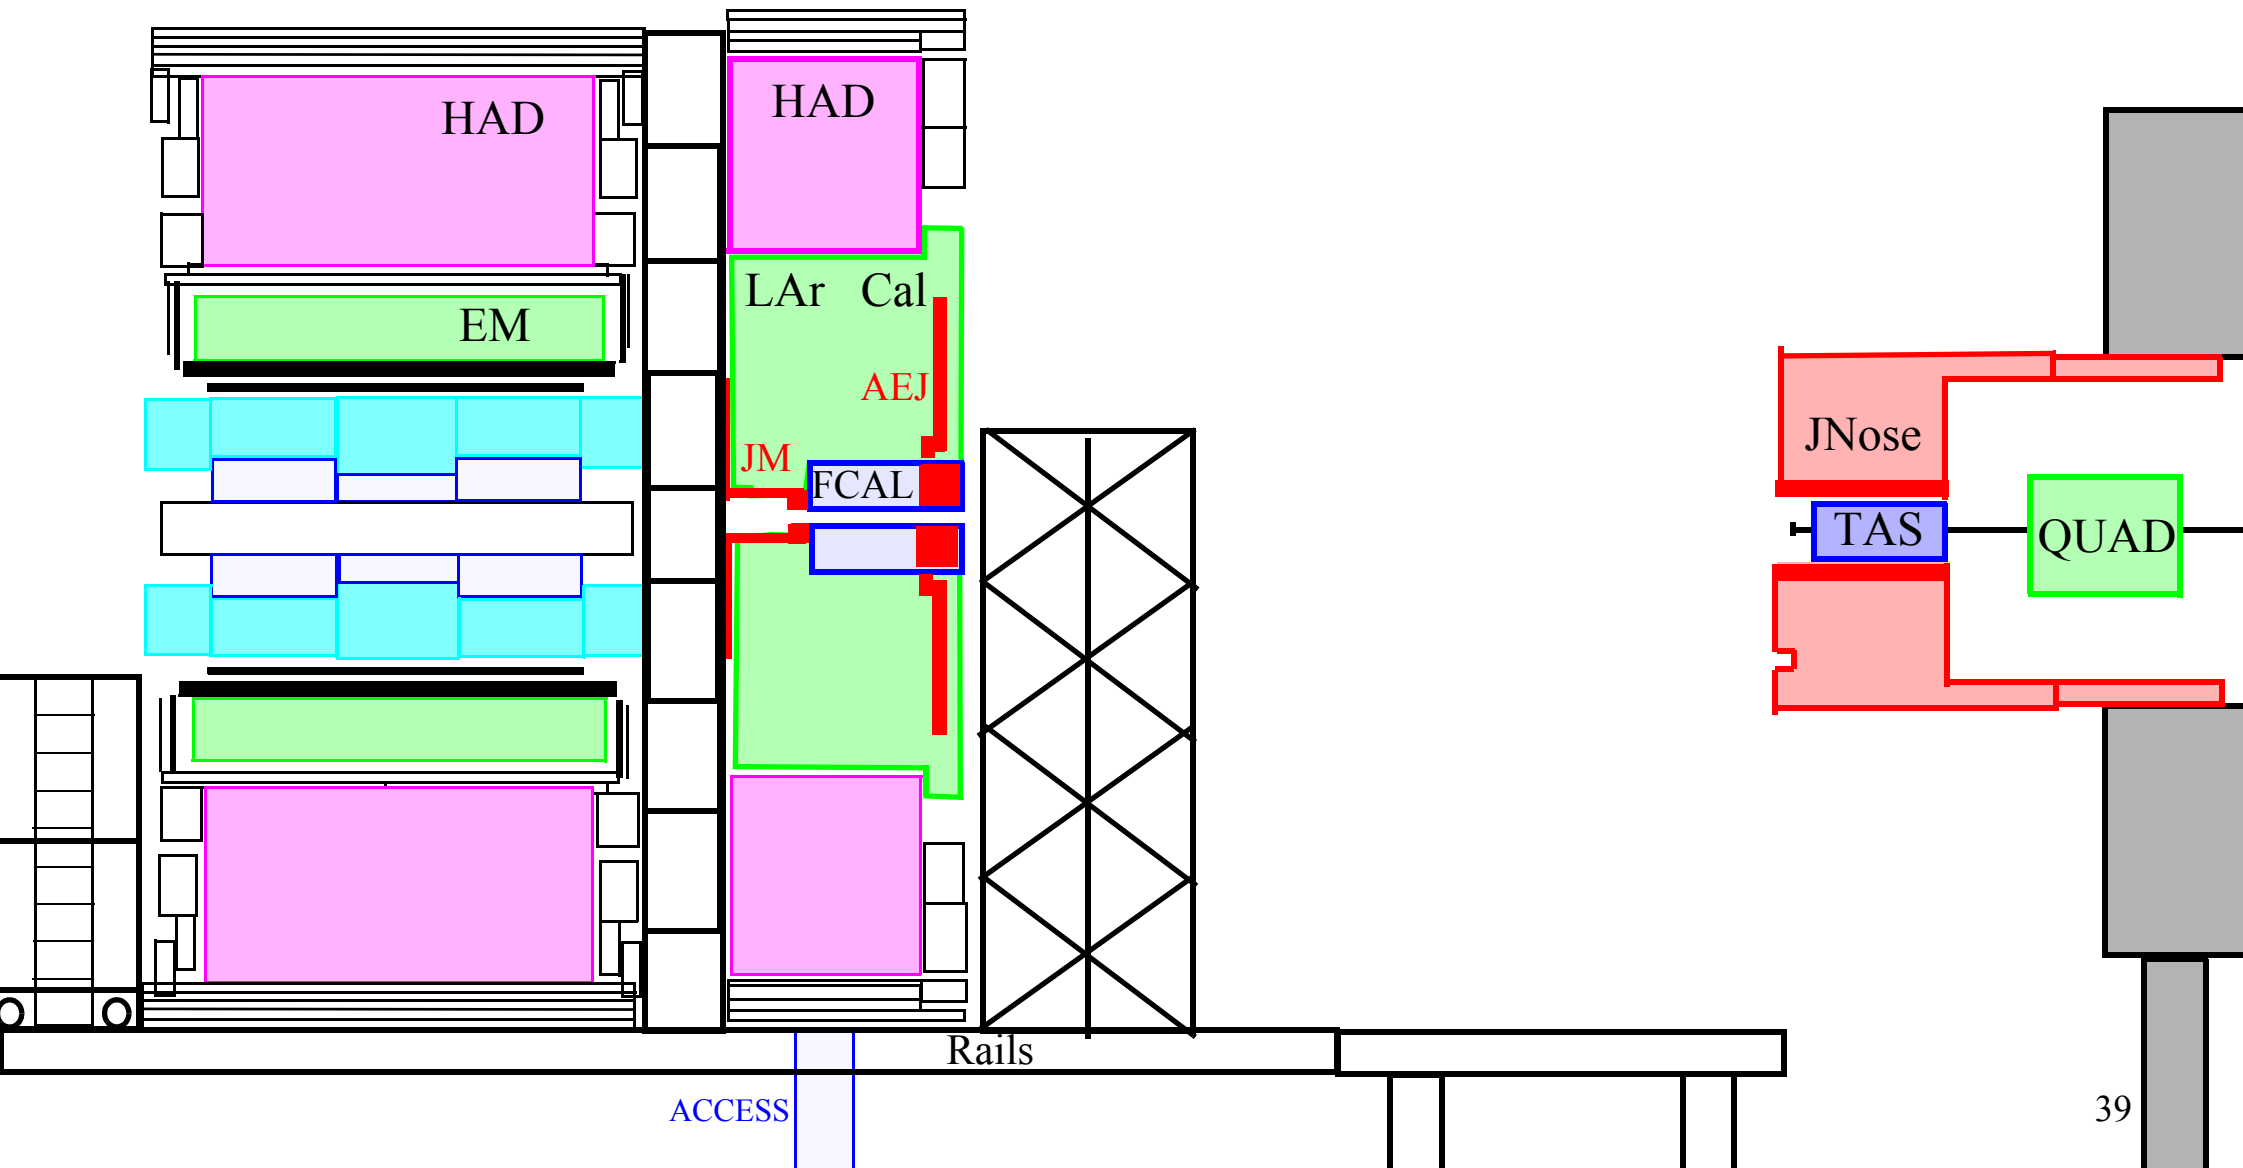 HAD
HAD
LAr Cal
EM
AEJ
JM
FCAL
JNose
TAS
QUAD
Rails
ACCESS
39